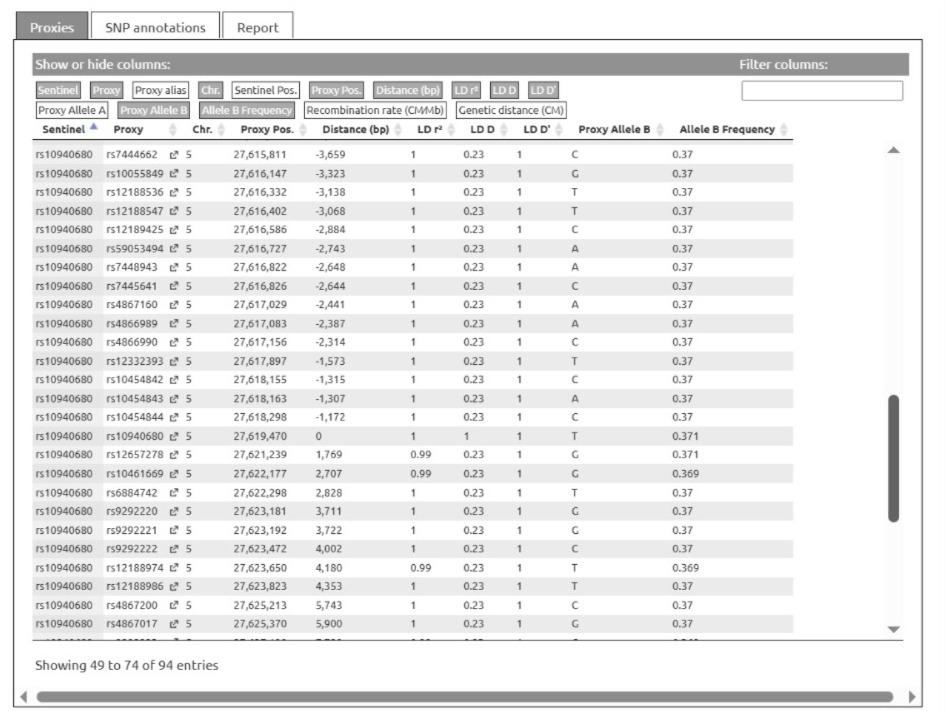 Proxies SNP annotations Report
Show or hide columns: Filter columns:
Sentinel Proxy Proxy alias Chr. Sentinel Pos. Proxy Pos. Distance (bp) LD r² LD D LD D'
Proxy Allele A Proxy Allele B Allele B Frequency Recombination rate (CMMb) Genetic distance (CM)
Sentinel Proxy Chr. Proxy Pos. Distance (bp) LD r² LD D LD D' Proxy Allele B Allele B Frequency
rs10940680 rs7444662 5 27,615,811 -3,659 1 0.23 1 C 0.37
rs10940680 rs10055849 5 27,616,147 -3,323 1 0.23 1 G 0.37
rs10940680 rs12188536 5 27,616,332 -3,138 1 0.23 1 T 0.37
rs10940680 rs12188547 5 27,616,402 -3,068 1 0.23 1 T 0.37
rs10940680 rs12189425 5 27,616,586 -2,884 1 0.23 1 C 0.37
rs10940680 rs59053494 5 27,616,727 -2,743 1 0.23 1 A 0.37
rs10940680 rs7448943 5 27,616,822 -2,648 1 0.23 1 A 0.37
rs10940680 rs7445641 5 27,616,826 -2,644 1 0.23 1 C 0.37
rs10940680 rs4867160 5 27,617,029 -2,441 1 0.23 1 A 0.37
rs10940680 rs4866989 5 27,617,083 -2,387 1 0.23 1 A 0.37
rs10940680 rs4866990 5 27,617,156 -2,314 1 0.23 1 C 0.37
rs10940680 rs12332393 5 27,617,897 -1,573 1 0.23 1 T 0.37
rs10940680 rs10454842 5 27,618,155 -1,315 1 0.23 1 C 0.37
rs10940680 rs10454843 5 27,618,163 -1,307 1 0.23 1 A 0.37
rs10940680 rs10454844 5 27,618,298 -1,172 1 0.23 1 C 0.37
rs10940680 rs10940680 5 27,619,470 0 1 1 1 T 0.371
rs10940680 rs12657278 5 27,621,239 1,769 0.99 0.23 1 G 0.371
rs10940680 rs10461669 5 27,622,177 2,707 0.99 0.23 1 G 0.369
rs10940680 rs6884742 5 27,622,298 2,828 1 0.23 1 T 0.37
rs10940680 rs9292220 5 27,623,181 3,711 1 0.23 1 G 0.37
rs10940680 rs9292221 5 27,623,192 3,722 1 0.23 1 G 0.37
rs10940680 rs9292222 5 27,623,472 4,002 1 0.23 1 C 0.37
rs10940680 rs12188974 5 27,623,650 4,180 0.99 0.23 1 T 0.369
rs10940680 rs12188986 5 27,623,823 4,353 1 0.23 1 T 0.37
rs10940680 rs4867200 5 27,625,213 5,743 1 0.23 1 C 0.37
rs10940680 rs4867017 5 27,625,370 5,900 1 0.23 1 G 0.37
Showing 49 to 74 of 94 entries